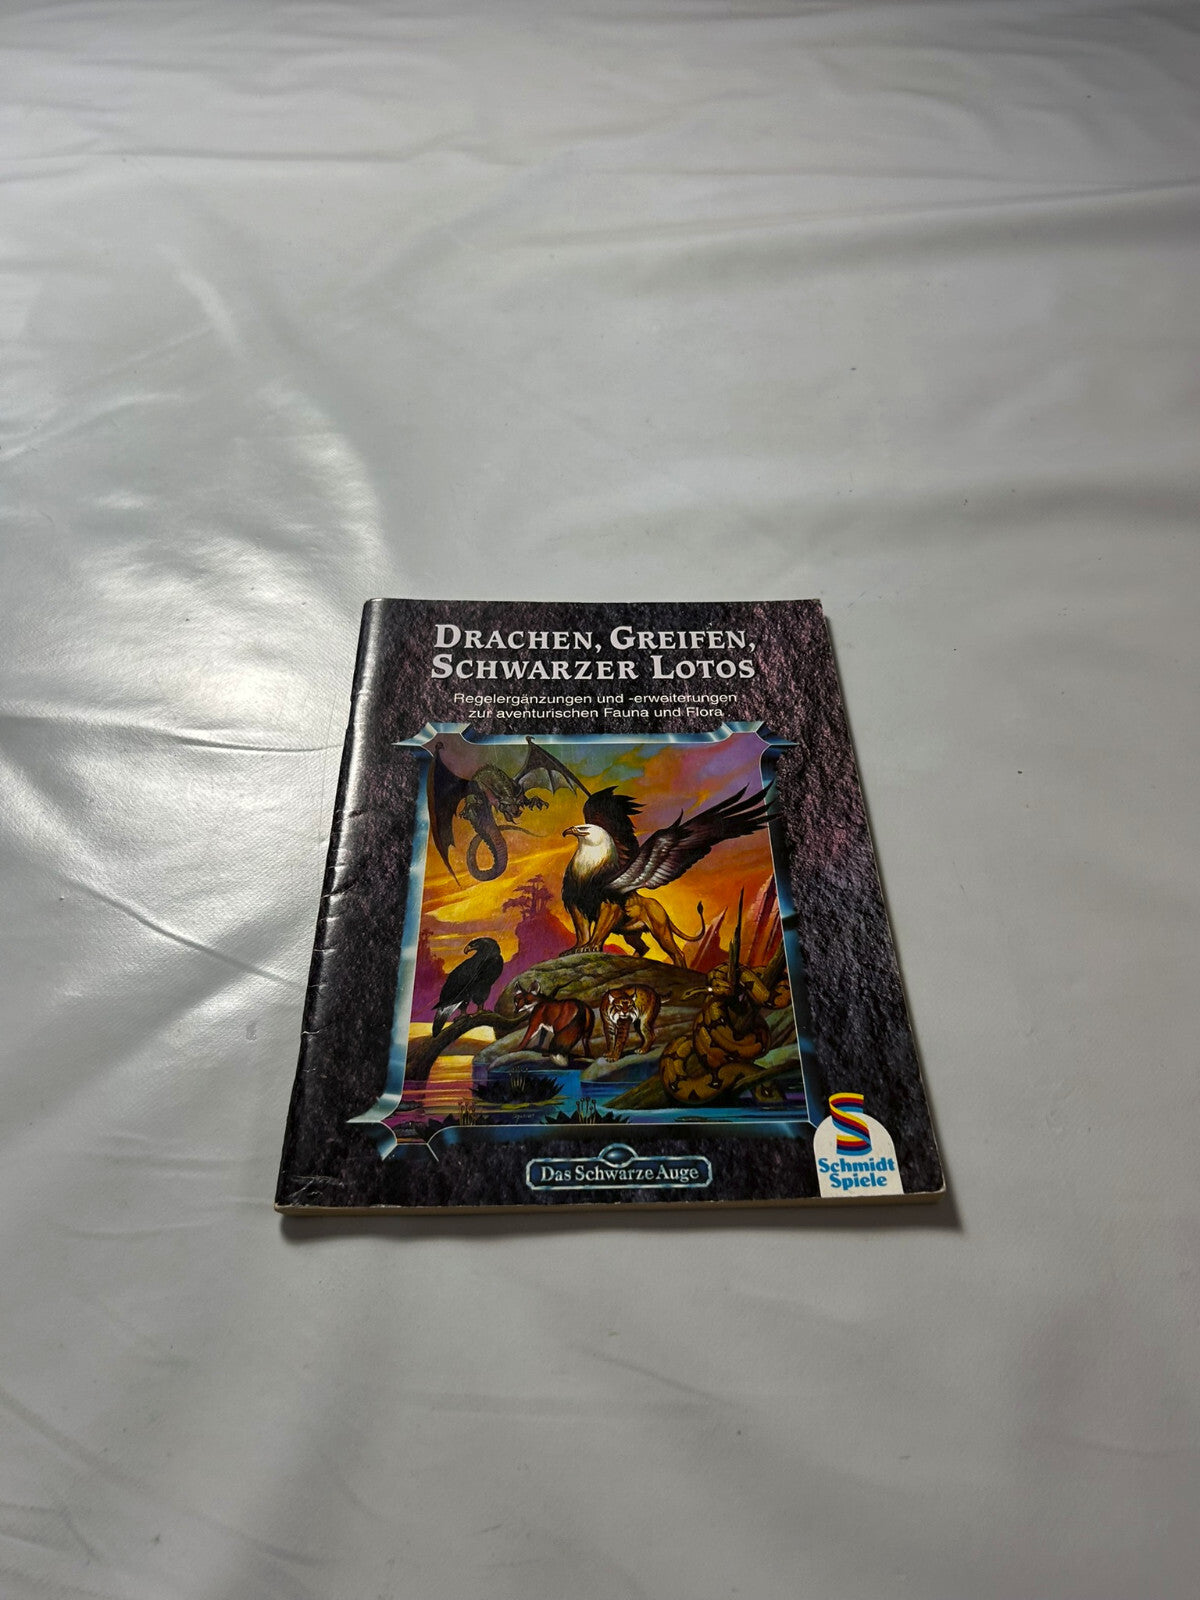 DRACHEN, GREIFEN,
SCHWARZER LOTOS
Regelergänzungen und -erweiterungen
zur aventurischen Fauna und Flora
Das Schwarze Auge
Schmidt
Spiele